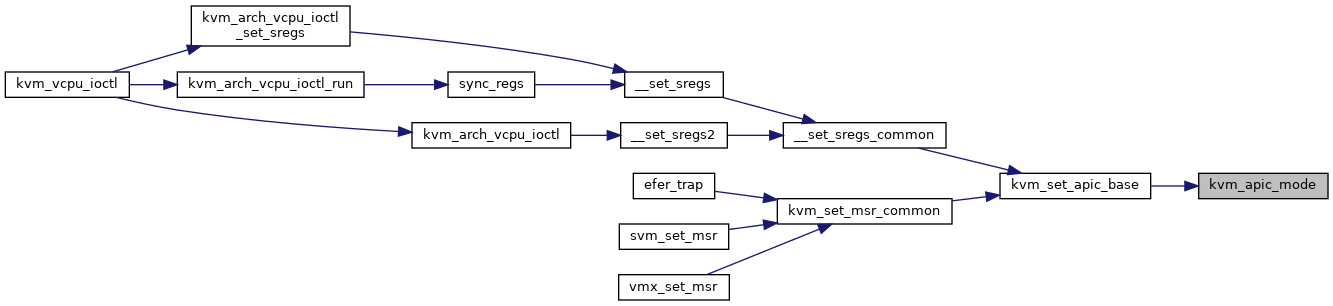 kvm_arch_vcpu_ioctl
_set_sregs
kvm_vcpu_ioctl
kvm_arch_vcpu_ioctl_run
sync_regs
__set_sregs
kvm_arch_vcpu_ioctl
__set_sregs2
__set_sregs_common
efer_trap
kvm_set_apic_base
kvm_apic_mode
kvm_set_msr_common
svm_set_msr
vmx_set_msr